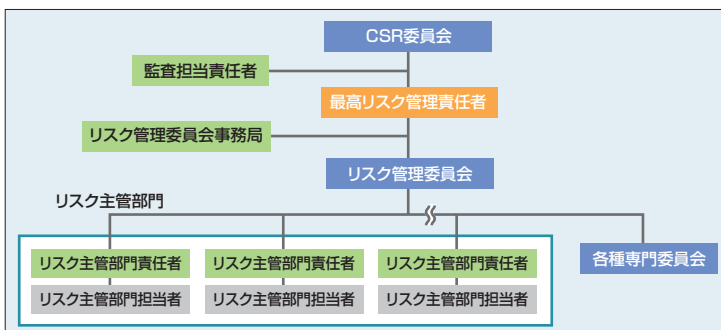 CSR委員会
監査担当責任者
最高リスク管理責任者
リスク管理委員会事務局
リスク管理委員会
リスク主管部門
リスク主管部門責任者
リスク主管部門責任者
リスク主管部門責任者
各種専門委員会
リスク主管部門担当者
リスク主管部門担当者
リスク主管部門担当者